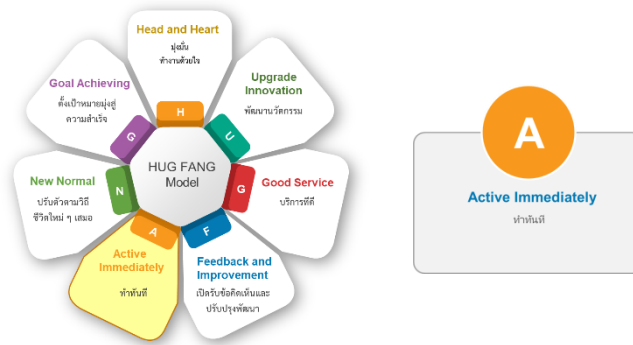 Head and Heart
มุ่งมั่น
ทำงานด้วยใจ
H
Upgrade
Innovation
พัฒนานวัตกรรม
U
Good Service
บริการที่ดี
G
Feedback and
Improvement
เปิดรับข้อคิดเห็นและ
ปรับปรุงพัฒนา
F
Active
Immediately
ทำทันที
A
New Normal
ปรับตัวตามวิถี
ชีวิตใหม่ ๆ เสมอ
N
Goal Achieving
ตั้งเป้าหมายมุ่งสู่
ความสำเร็จ
G
HUG FANG
Model
A
Active Immediately
ทำทันที